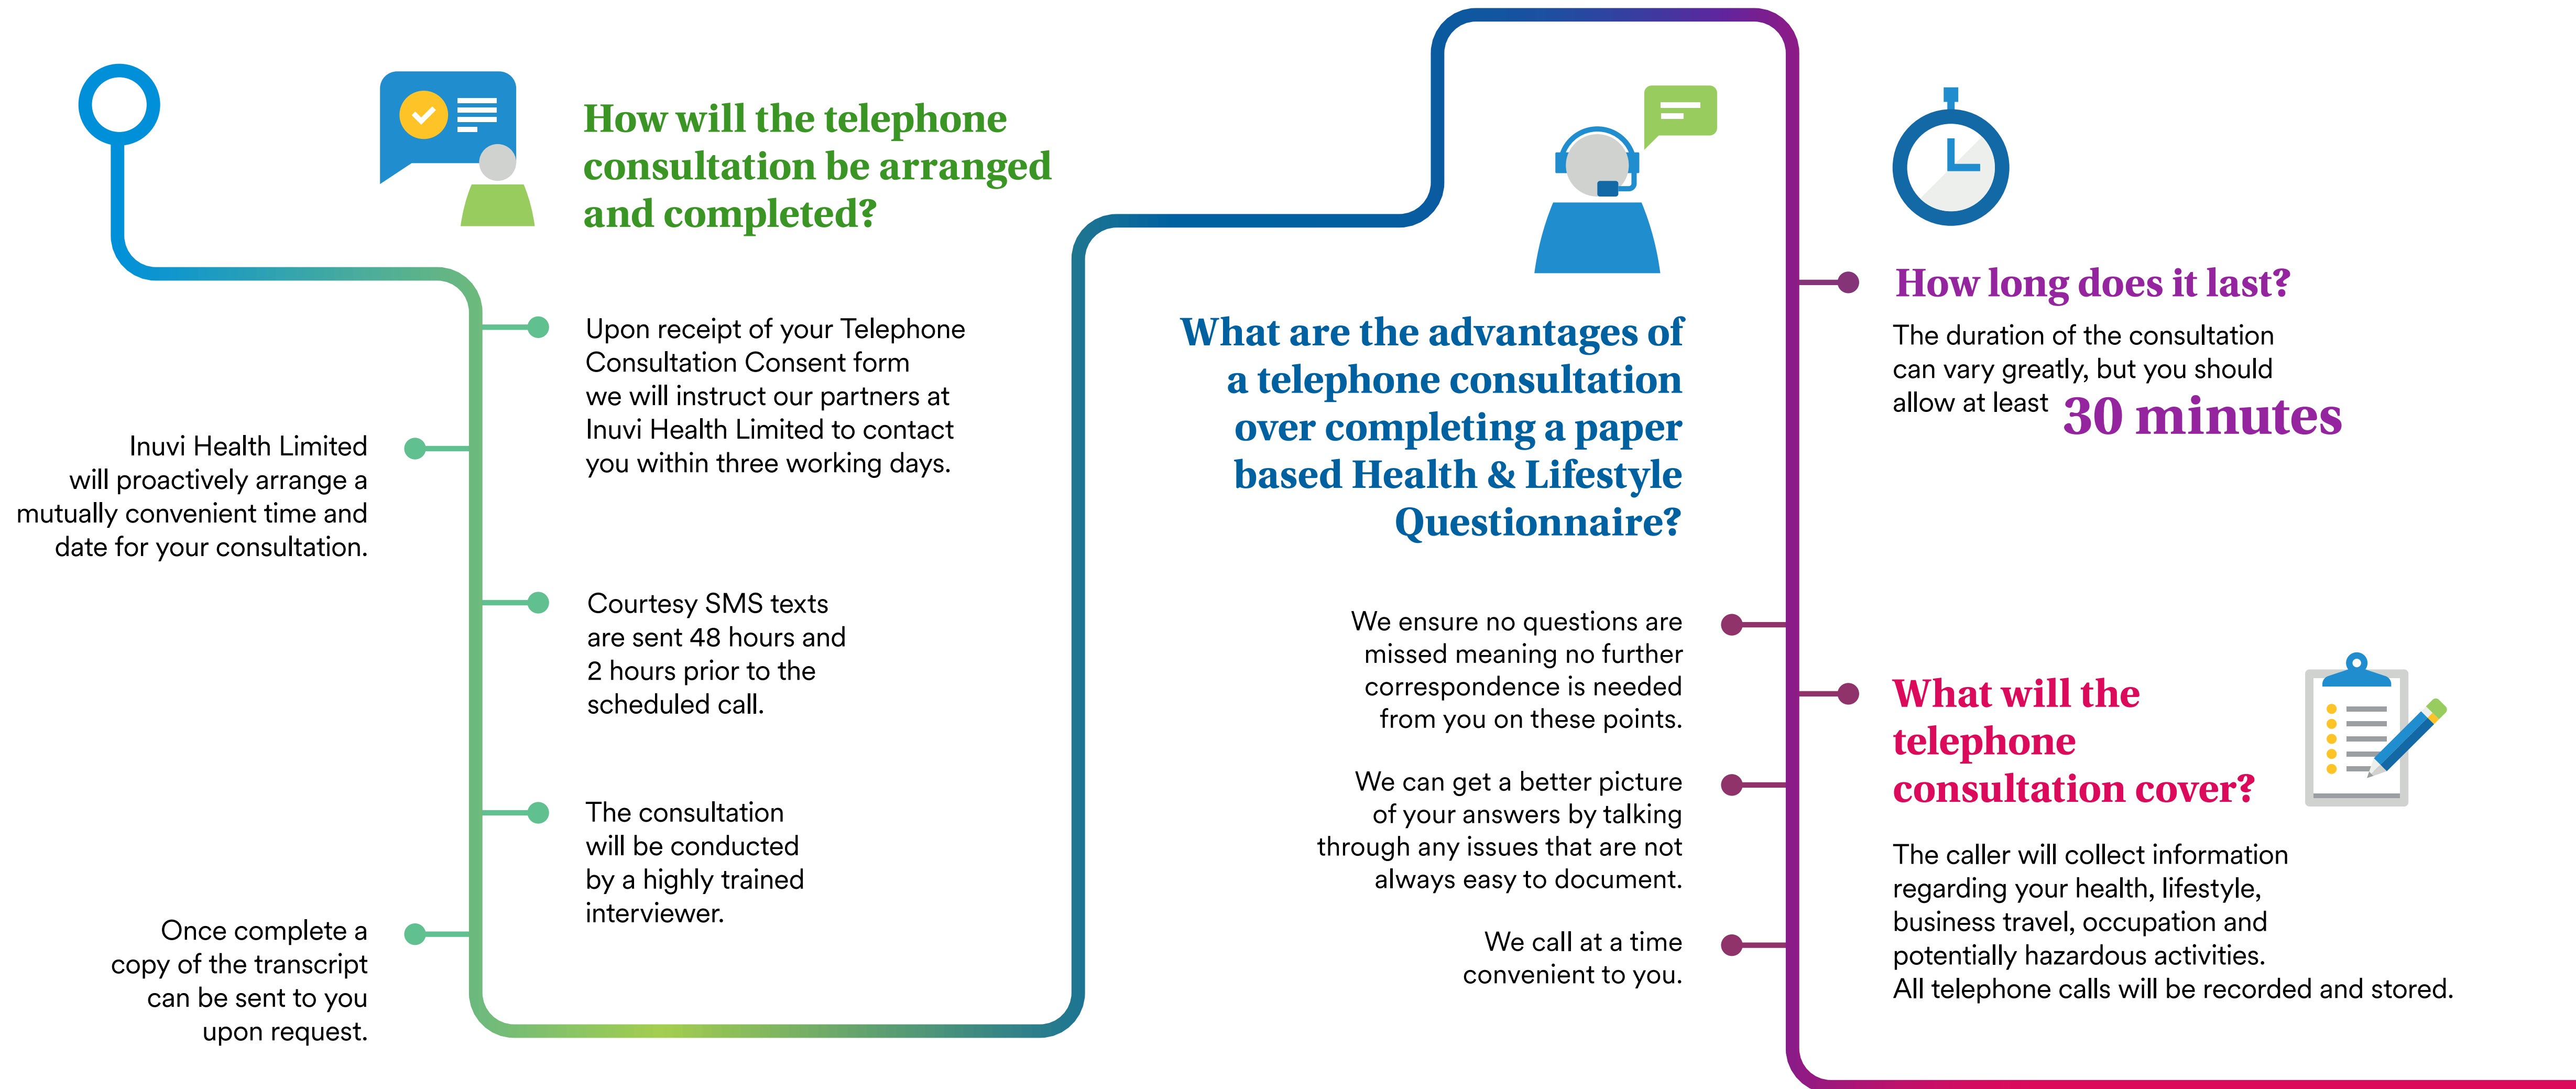 How will the telephone
consultation be arranged
and completed?
Upon receipt of your Telephone
Consultation Consent form
we will instruct our partners at
Inuvi Health Limited to contact
you within three working days.
Inuvi Health Limited
will proactively arrange a
mutually convenient time and
date for your consultation.
Courtesy SMS texts
are sent 48 hours and
2 hours prior to the
scheduled call.
The consultation
will be conducted
by a highly trained
interviewer.
Once complete a
copy of the transcript
can be sent to you
upon request.
What are the advantages of
a telephone consultation
over completing a paper
based Health & Lifestyle
Questionnaire?
We ensure no questions are
missed meaning no further
correspondence is needed
from you on these points.
We can get a better picture
of your answers by talking
through any issues that are not
always easy to document.
We call at a time
convenient to you.
How long does it last?
The duration of the consultation
can vary greatly, but you should
allow at least 30 minutes
What will the
telephone
consultation cover?
The caller will collect information
regarding your health, lifestyle,
business travel, occupation and
potentially hazardous activities.
All telephone calls will be recorded and stored.